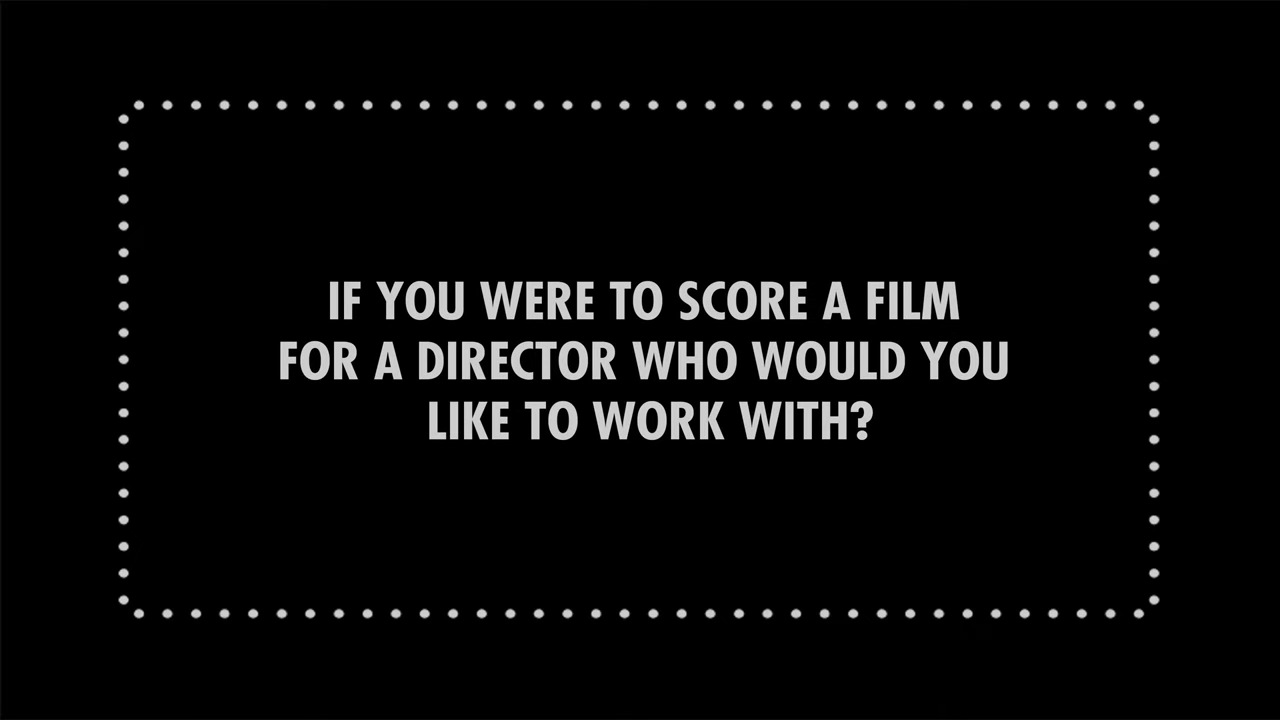 IF YOU WERE TO SCORE A FILM
FOR A DIRECTOR WHO WOULD YOU
LIKE TO WORK WITH?